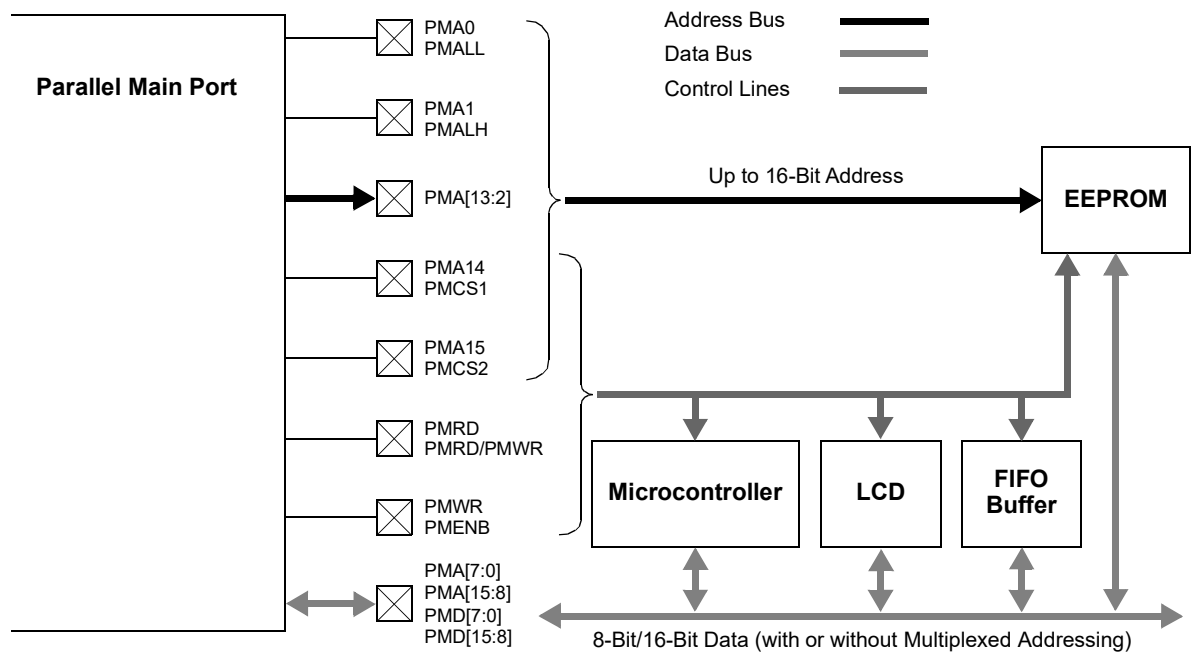 Parallel Main Port
PMA0
PMALL
PMA1
PMALH
PMA[13:2]
PMA14
PMCS1
PMA15
PMCS2
PMRD
PMRD/PMWR
PMWR
PMENB
PMA[7:0]
PMA[15:8]
PMD[7:0]
PMD[15:8]
Address Bus
Data Bus
Control Lines
Up to 16-Bit Address
EEPROM
Microcontroller
LCD
FIFO
Buffer
8-Bit/16-Bit Data (with or without Multiplexed Addressing)